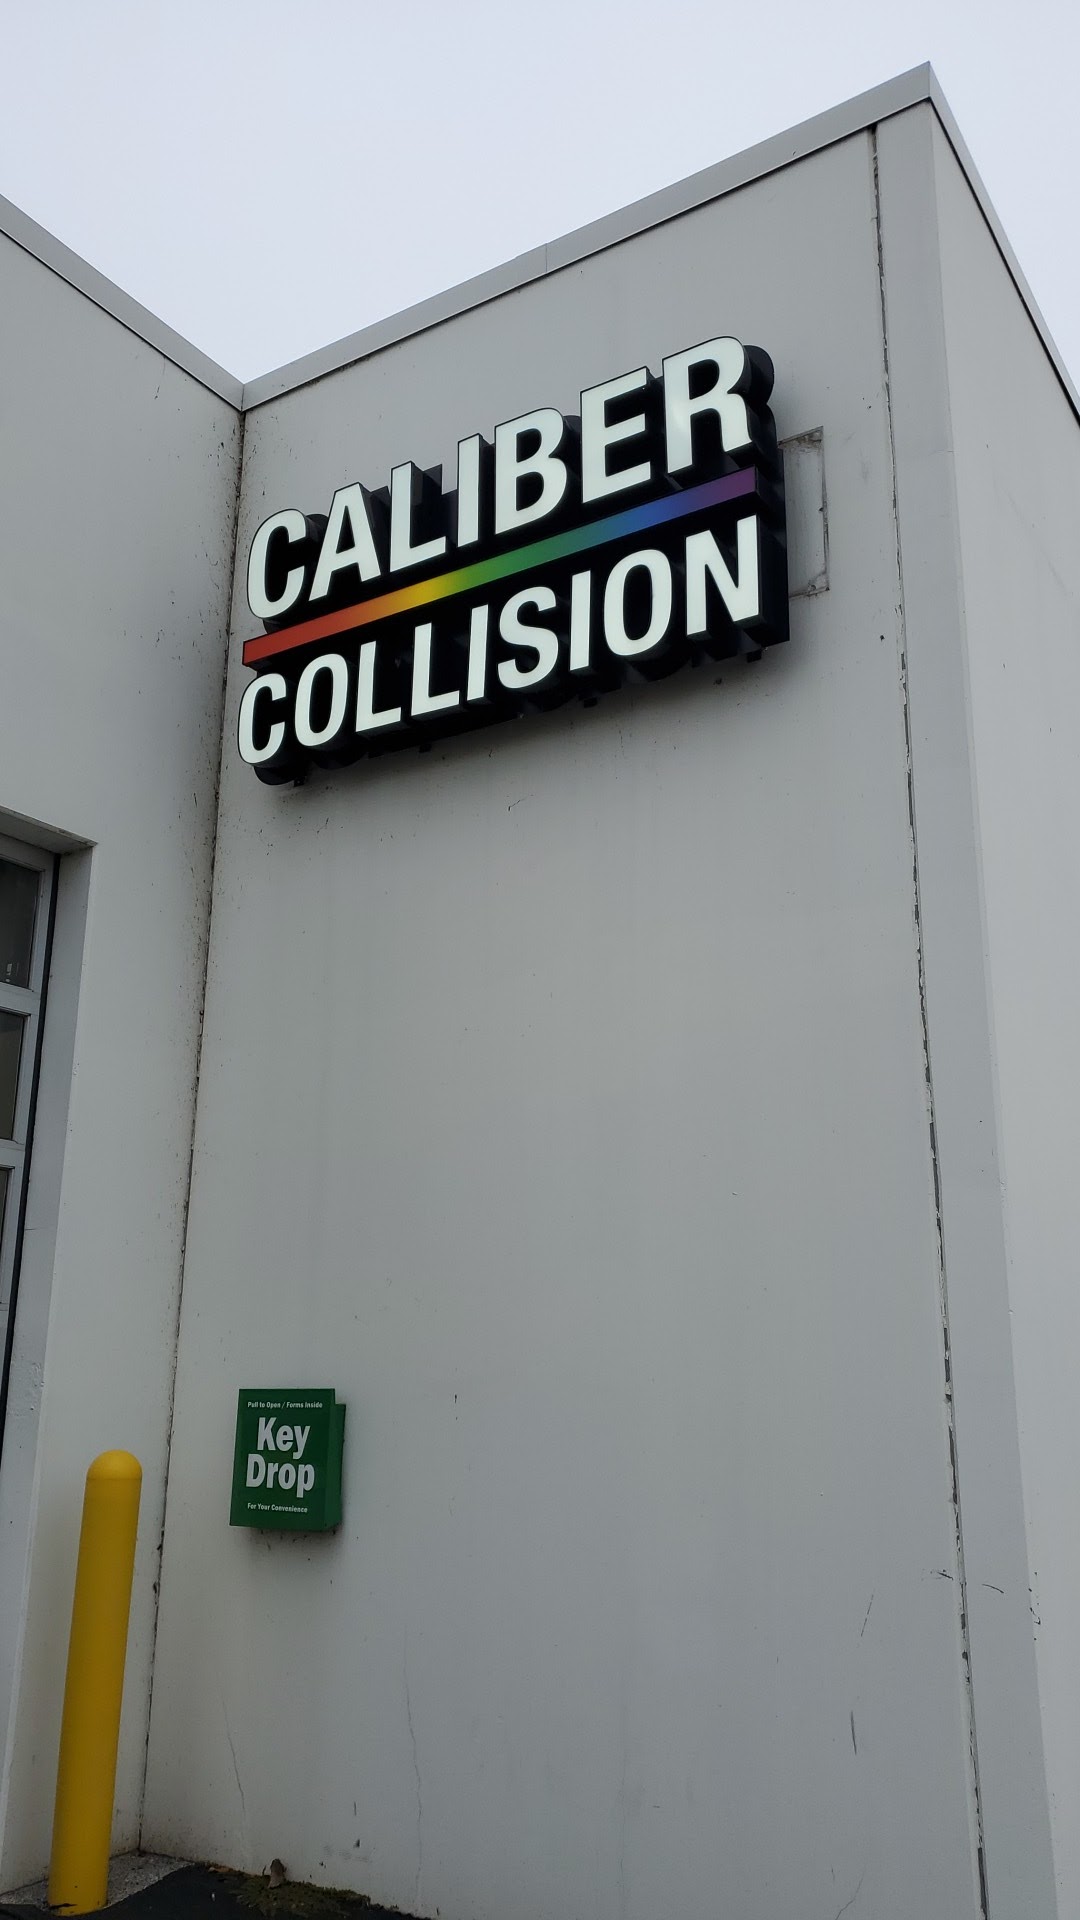 CALIBER
COLLISION
Pull to Open / Forms Inside
Key
Drop
For Your Convenience